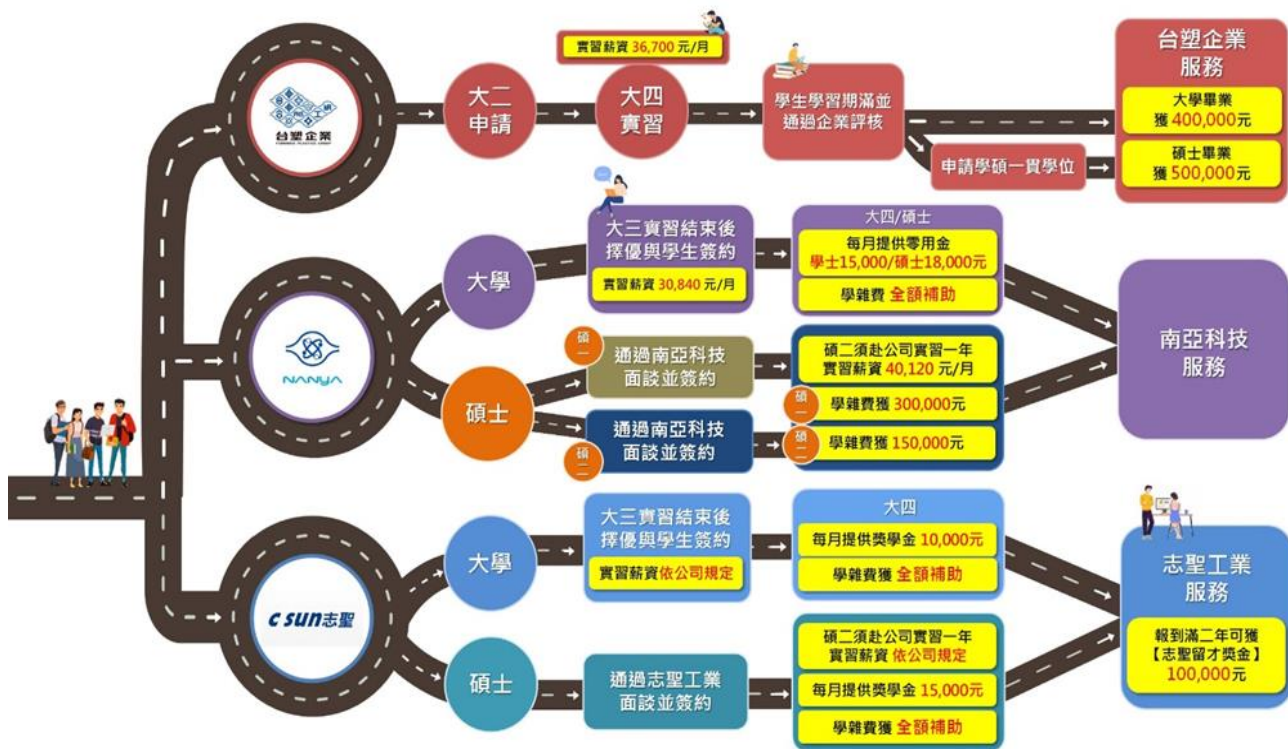 實習薪資 36,700 元/月
台塑企業
FORMOSA PLASTICS GROUP
大二
申請
大四
實習
學生學習期滿並
通過企業評核
申請學碩一貫學位
台塑企業
服務
大學畢業
獲 400,000元
碩士畢業
獲 500,000元
NANYA
大學
大三實習結束後
擇優與學生簽約
實習薪資 30,840 元/月
大四/碩士
每月提供零用金
學士15,000/碩士18,000元
學雜費 全額補助
碩士
碩一
通過南亞科技
面談並簽約
碩二
通過南亞科技
面談並簽約
碩二須赴公司實習一年
實習薪資 40,120 元/月
碩一
學雜費獲 300,000元
碩二
學雜費獲 150,000元
南亞科技
服務
C SUN志聖
大學
大三實習結束後
擇優與學生簽約
實習薪資依公司規定
大四
每月提供獎學金 10,000元
學雜費獲 全額補助
碩士
通過志聖工業
面談並簽約
碩二須赴公司實習一年
實習薪資 依公司規定
每月提供獎學金 15,000元
學雜費獲 全額補助
志聖工業
服務
報到滿二年可獲
【志聖留才獎金】
100,000元